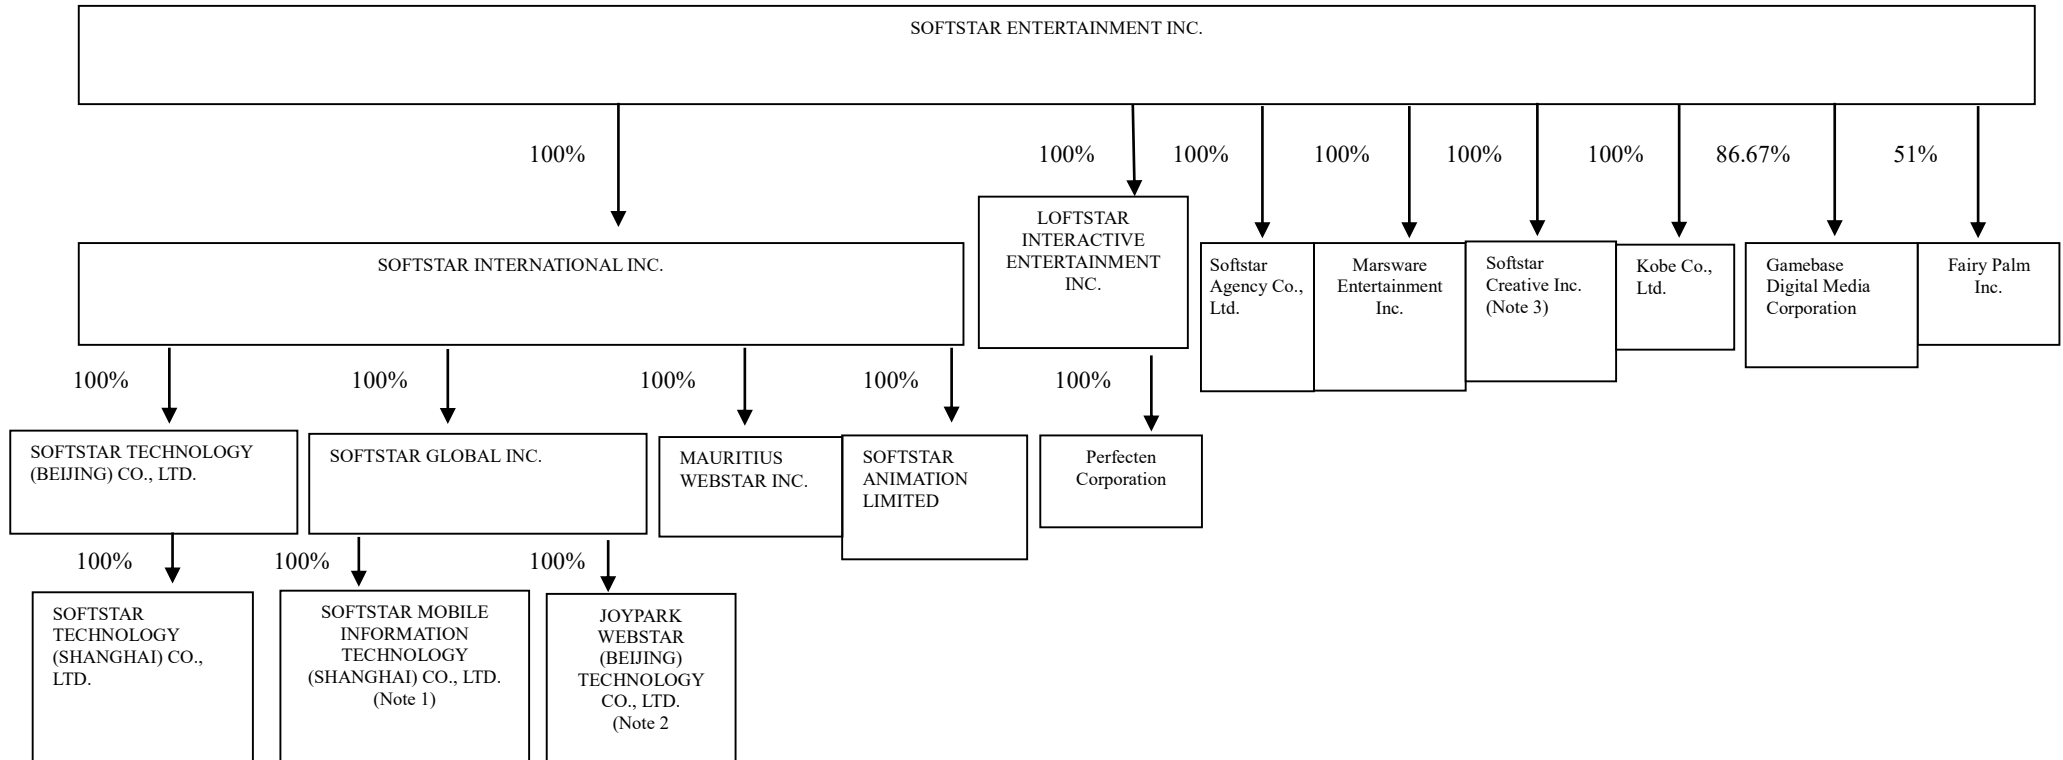 SOFTSTAR ENTERTAINMENT INC.
100%
100%
100%
100%
100%
100%
86.67%
51%
SOFTSTAR INTERNATIONAL INC.
LOFTSTAR
INTERACTIVE
ENTERTAINMENT
INC.
Softstar
Agency Co.,
Ltd.
Marsware
Entertainment
Inc.
Softstar
Creative Inc.
(Note 3)
Kobe Co.,
Ltd.
Gamebase
Digital Media
Corporation
Fairy Palm
Inc.
100%
100%
100%
100%
100%
SOFTSTAR TECHNOLOGY
(BEIJING) CO., LTD.
SOFTSTAR GLOBAL INC.
MAURITIUS
WEBSTAR INC.
SOFTSTAR
ANIMATION
LIMITED
Perfecten
Corporation
100%
100%
100%
SOFTSTAR
TECHNOLOGY
(SHANGHAI) CO.,
LTD.
SOFTSTAR MOBILE
INFORMATION
TECHNOLOGY
(SHANGHAI) CO., LTD.
(Note 1)
JOYPARK
WEBSTAR
(BEIJING)
TECHNOLOGY
CO., LTD.
(Note 2